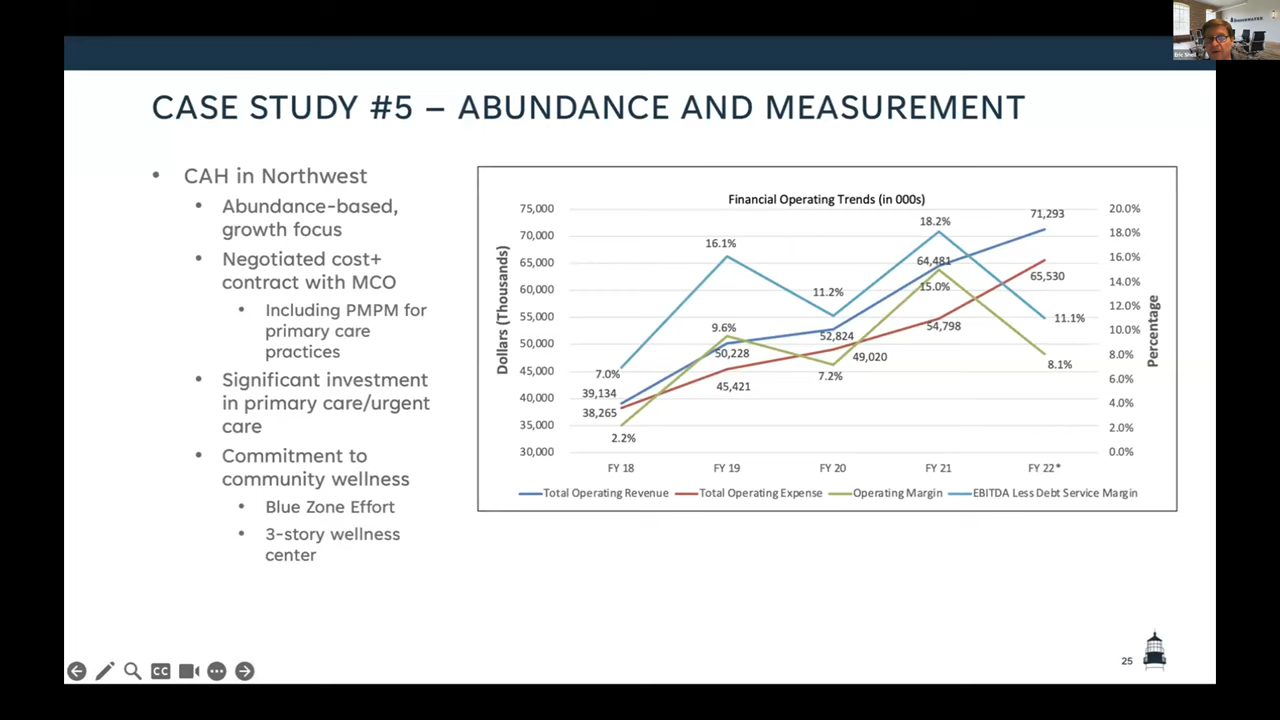 STROUDWATER
Eric Shell
CASE STUDY #5 – ABUNDANCE AND MEASUREMENT
• CAH in Northwest
• Abundance-based,
growth focus
• Negotiated cost+
contract with MCO
• Including PMPM for
primary care
practices
• Significant investment
in primary care/urgent
care
• Commitment to
community wellness
• Blue Zone Effort
• 3-story wellness
center
Financial Operating Trends (in 000s)
Dollars (Thousands)
75,000
70,000
65,000
60,000
55,000
50,000
45,000
40,000
35,000
30,000
7.0%
39,134
38,265
2.2%
16.1%
9.6%
50,228
45,421
11.2%
52,824
49,020
7.2%
18.2%
64,481
15.0%
54,798
71,293
65,530
11.1%
8.1%
20.0%
18.0%
16.0%
14.0%
12.0%
10.0%
8.0%
6.0%
4.0%
2.0%
0.0%
Percentage
FY 18 FY 19 FY 20 FY 21 FY 22*
Total Operating Revenue Total Operating Expense Operating Margin EBITDA Less Debt Service Margin
CC
25